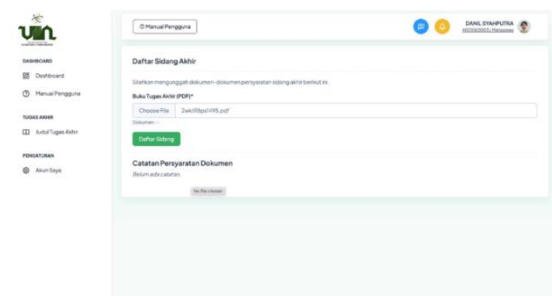 Manual Pengguna
DANIL SYAHPUTRA
DASHBOARD
Dashboard
Manual Pengguna
TUGAS AKHIR
Judul Tugas Akhir
PENGATURAN
Akun Saya
Daftar Sidang Akhir
Silahkan mengunggah dokumen-dokumen persyaratan sidang akhir berikut ini.
Buku Tugas Akhir (PDF)*
Choose File
Dokumen: -
Daftar Sidang
Catatan Persyaratan Dokumen
Belum ada catatan.
No file chosen